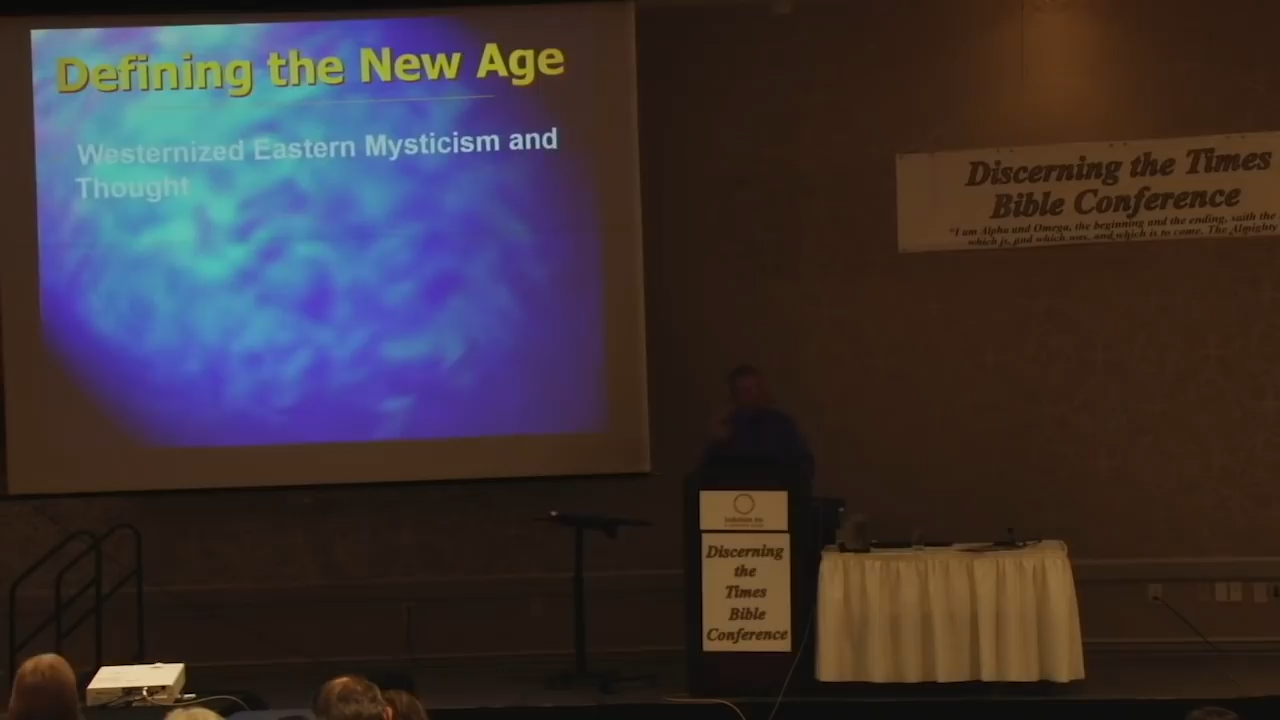 Defining the New Age
Westernized Eastern Mysticism and
Thought
Discerning the Times
Bible Conference
"I am Alpha and Omega, the beginning and the ending, saith the
which is, and which was, and which is to come, The Almighty
Discerning
the
Times
Bible
Conference